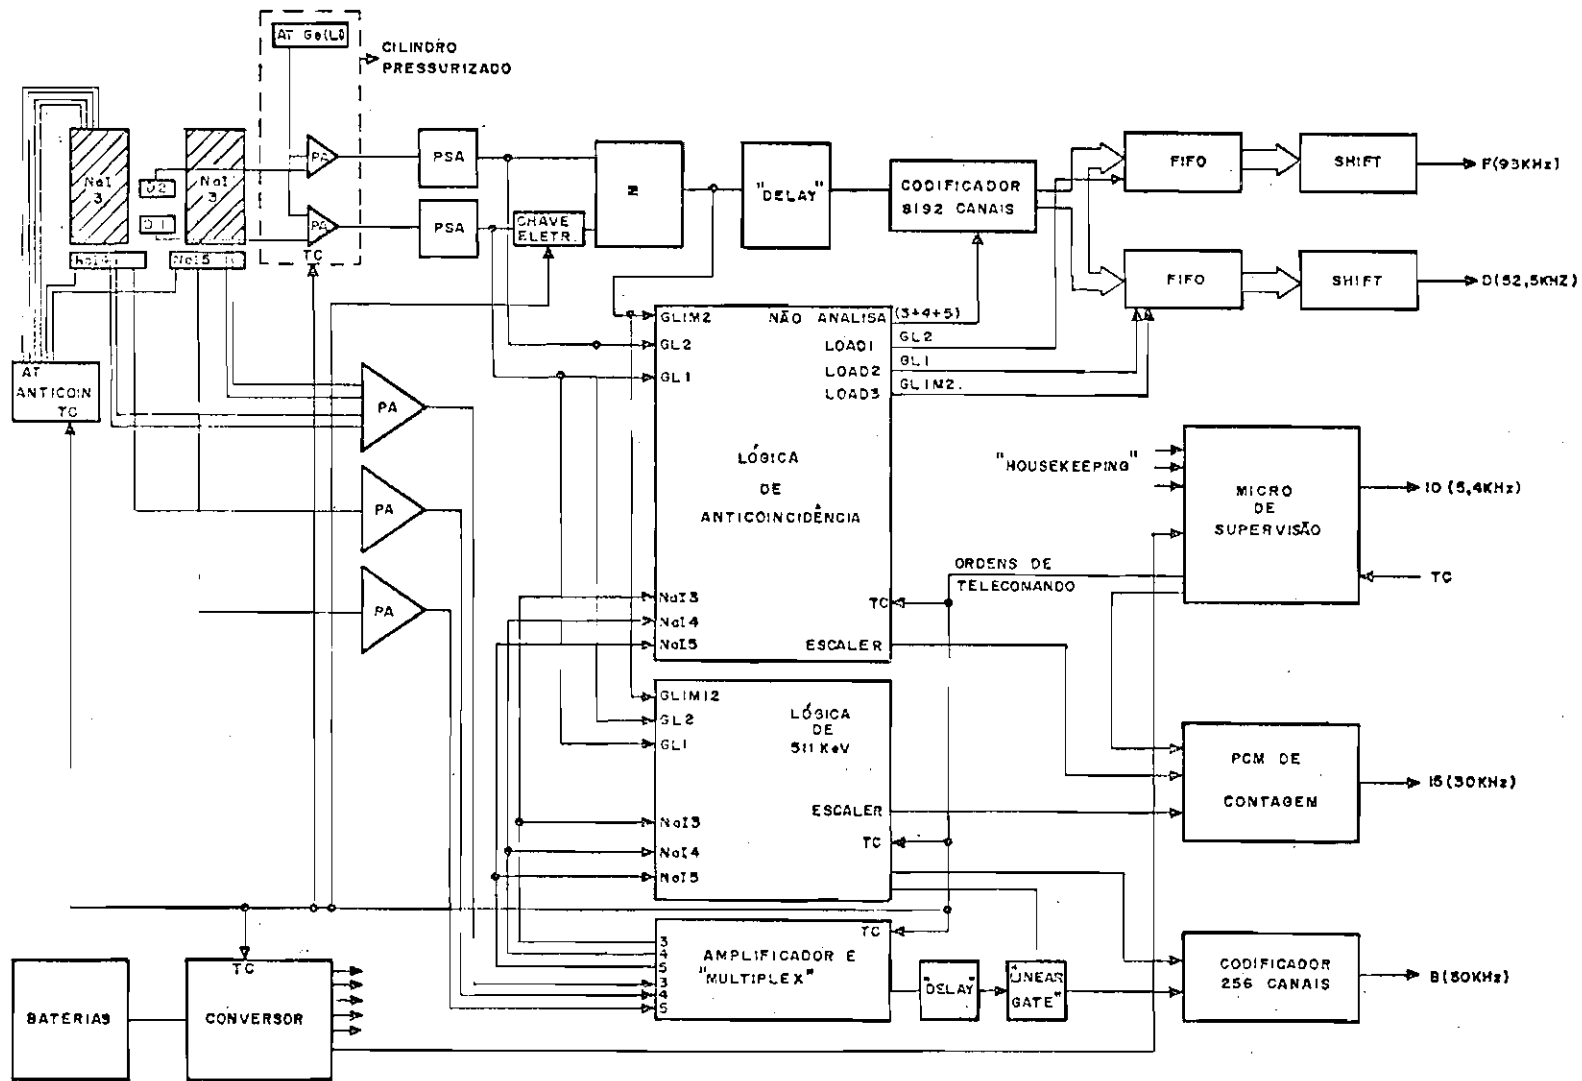 AT Ge(Li)
CILINDRO
PRESSURIZADO
NaI
3
NaI
3
D2
D1
NaI5
PA
PA
TC
PSA
PSA
CHAVE
ELETR.
"DELAY"
CODIFICADOR
8192 CANAIS
FIFO
SHIFT
F(93KHz)
FIFO
SHIFT
D(52,5KHZ)
AT
ANTICOIN
TC
PA
PA
PA
GLIM2
GL2
GL1
NÃO ANALISA
(3+4+5)
LOAD1
GL2
LOAD2
GL1
LOAD3
GLIM2.
LÓGICA
DE
ANTICOINCIDÊNCIA
NaI3
NaI4
NaI5
TC
ESCALER
"HOUSEKEEPING"
MICRO
DE
SUPERVISÃO
10 (5,4KHz)
TC
ORDENS DE
TELECOMANDO
GLIM12
GL2
GL1
LÓGICA
DE
511 KeV
ESCALER
NaI3
NaI4
NaI5
TC
PCM DE
CONTAGEM
15(30KHz)
3
4
5
3
4
5
TC
AMPLIFICADOR E
"MULTIPLEX"
"DELAY"
"LINEAR
GATE"
CODIFICADOR
256 CANAIS
BATERIAS
TC
CONVERSOR